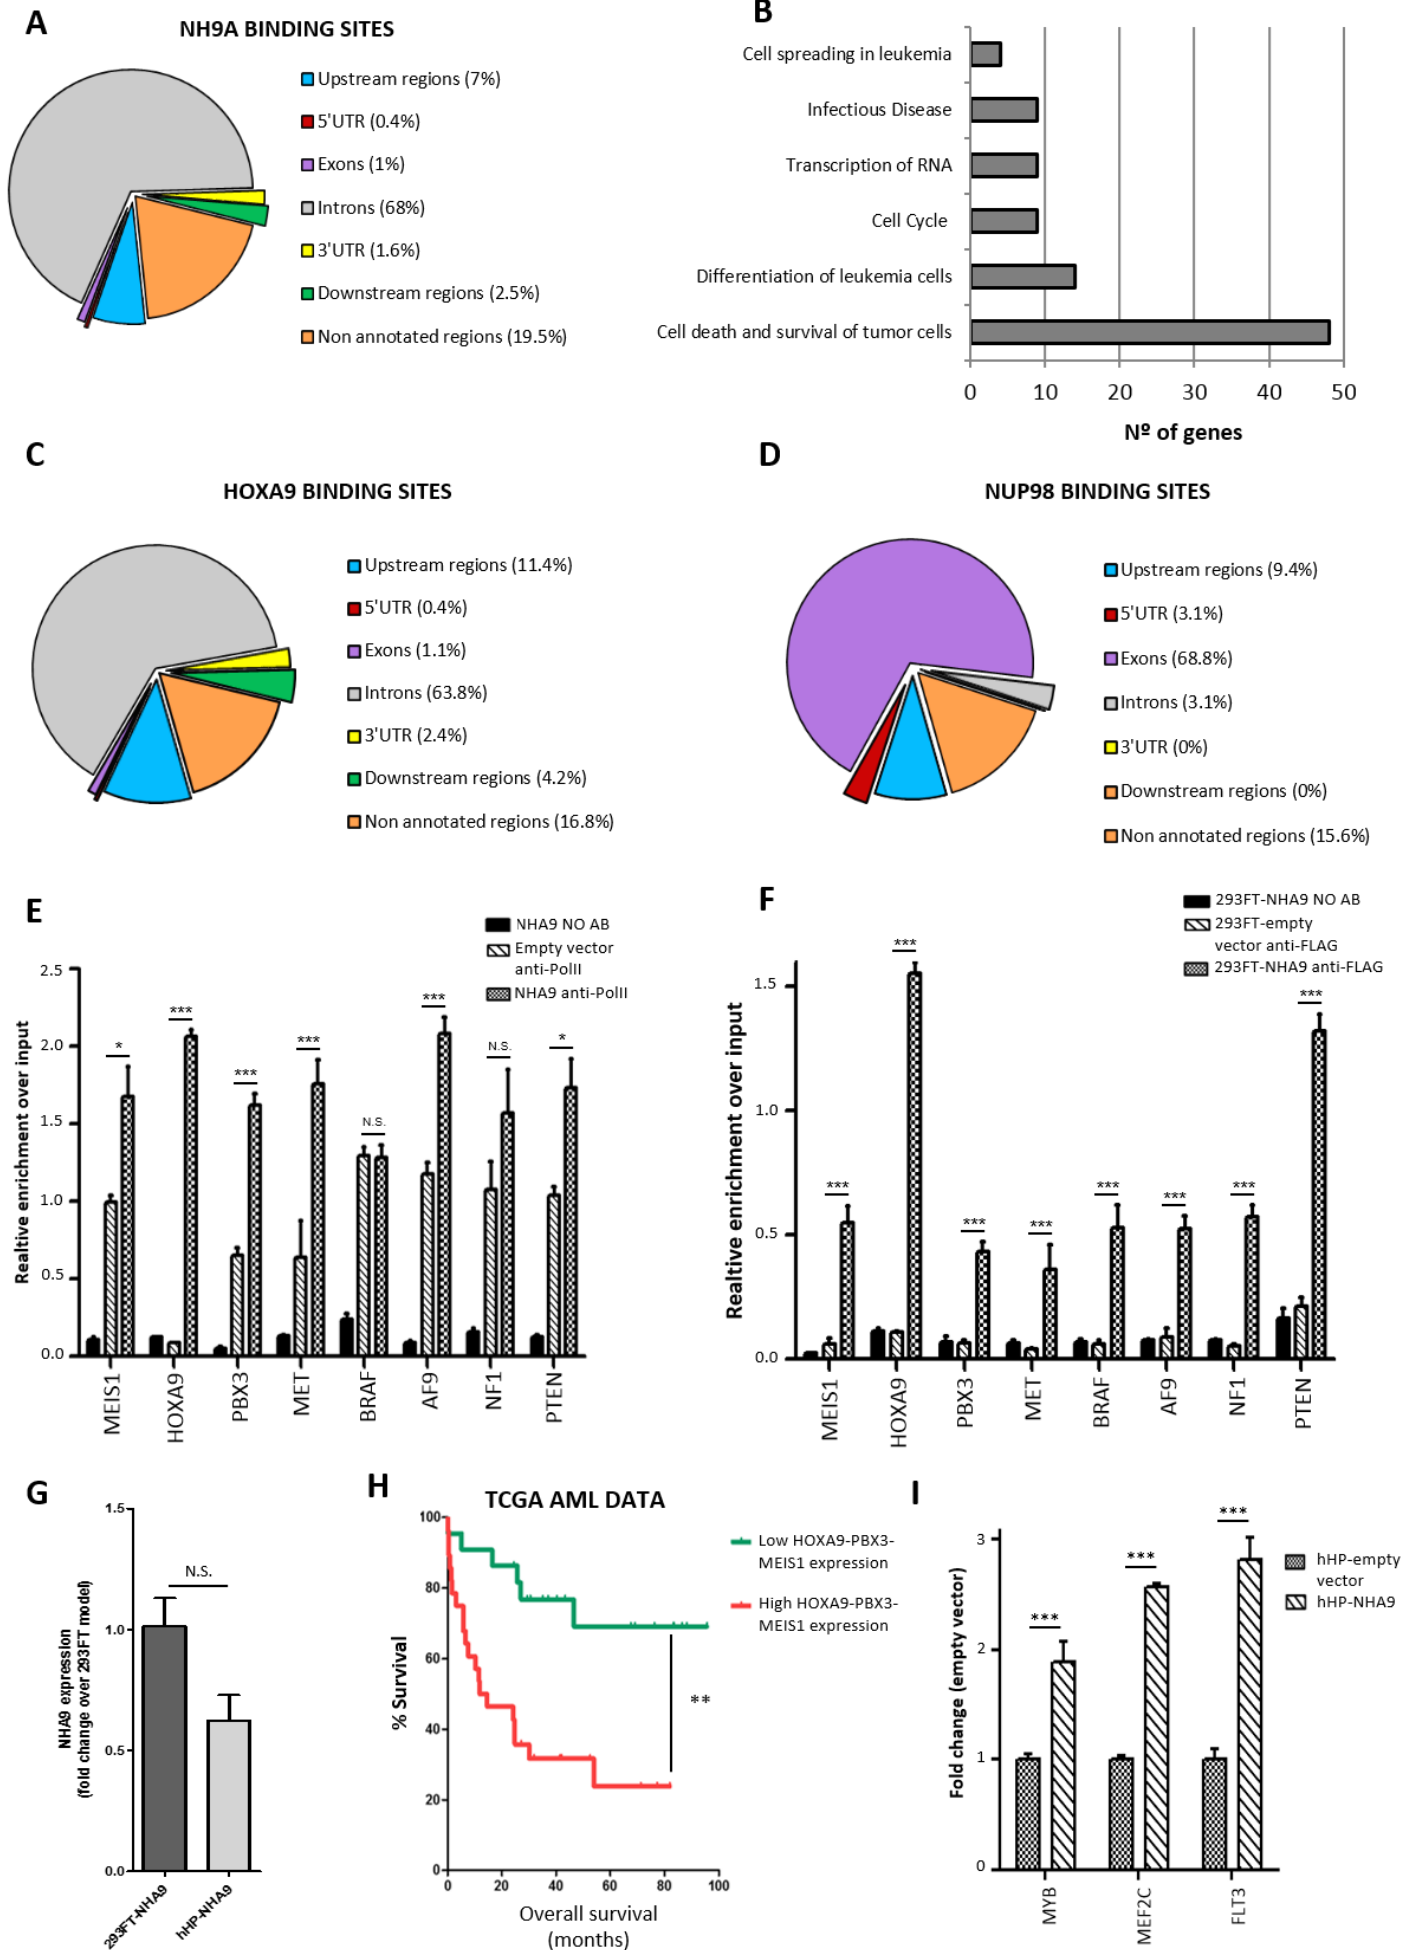 A
NH9A BINDING SITES
Upstream regions (7%)
5'UTR (0.4%)
Exons (1%)
Introns (68%)
3'UTR (1.6%)
Downstream regions (2.5%)
Non annotated regions (19.5%)
B
Cell spreading in leukemia
Infectious Disease
Transcription of RNA
Cell Cycle
Differentiation of leukemia cells
Cell death and survival of tumor cells
0 10 20 30 40 50
Nº of genes
C
HOXA9 BINDING SITES
Upstream regions (11.4%)
5'UTR (0.4%)
Exons (1.1%)
Introns (63.8%)
3'UTR (2.4%)
Downstream regions (4.2%)
Non annotated regions (16.8%)
D
NUP98 BINDING SITES
Upstream regions (9.4%)
5'UTR (3.1%)
Exons (68.8%)
Introns (3.1%)
3'UTR (0%)
Downstream regions (0%)
Non annotated regions (15.6%)
E
NHA9 NO AB
Empty vector
anti-PolII
NHA9 anti-PolII
Realtive enrichment over input
2.5
2.0
1.5
1.0
0.5
0.0
* *** *** *** N.S. *** N.S. *
MEIS1 HOXA9 PBX3 MET BRAF AF9 NF1 PTEN
F
293FT-NHA9 NO AB
293FT-empty
vector anti-FLAG
293FT-NHA9 anti-FLAG
Realtive enrichment over input
1.5
1.0
0.5
0.0
*** *** *** *** *** *** *** ***
MEIS1 HOXA9 PBX3 MET BRAF AF9 NF1 PTEN
G
NHA9 expression
(fold change over 293FT model)
1.5
1.0
0.5
0.0
N.S.
293FT-NHA9 hHP-NHA9
H
TCGA AML DATA
Low HOXA9-PBX3-
MEIS1 expression
High HOXA9-PBX3-
MEIS1 expression
% Survival
100
80
60
40
20
0
**
0 20 40 60 80 100
Overall survival
(months)
I
hHP-empty
vector
hHP-NHA9
Fold change (empty vector)
3
2
1
0
*** *** ***
MYB MEF2C FLT3